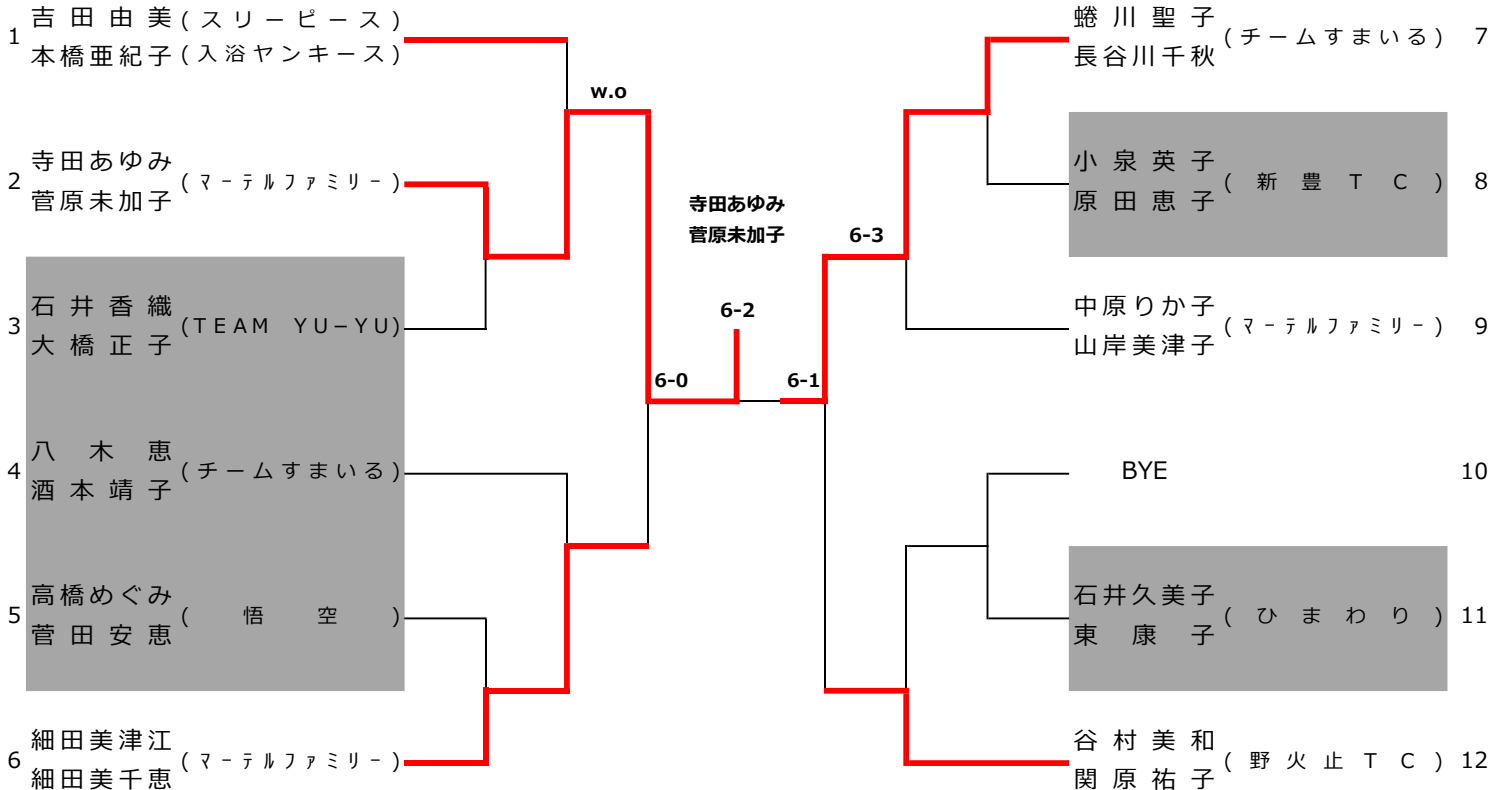 1 吉田由美 (スリーピース)
本橋亜紀子 (入浴ヤンキース)
2 寺田あゆみ (マーテルファミリー)
菅原未加子
3 石井香織 (TEAM YU−YU)
大橋正子
4 八木恵 (チームすまいる)
酒本靖子
5 高橋めぐみ (悟空)
菅田安恵
6 細田美津江 (マーテルファミリー)
細田美千恵
w.o
寺田あゆみ
菅原未加子
6-3
6-2
6-0
6-1
蜷川聖子 (チームすまいる) 7
長谷川千秋
小泉英子 (新豊TC) 8
原田恵子
中原りか子 (マーテルファミリー) 9
山岸美津子
BYE 10
石井久美子 (ひまわり) 11
東康子
谷村美和 (野火止TC) 12
関原祐子